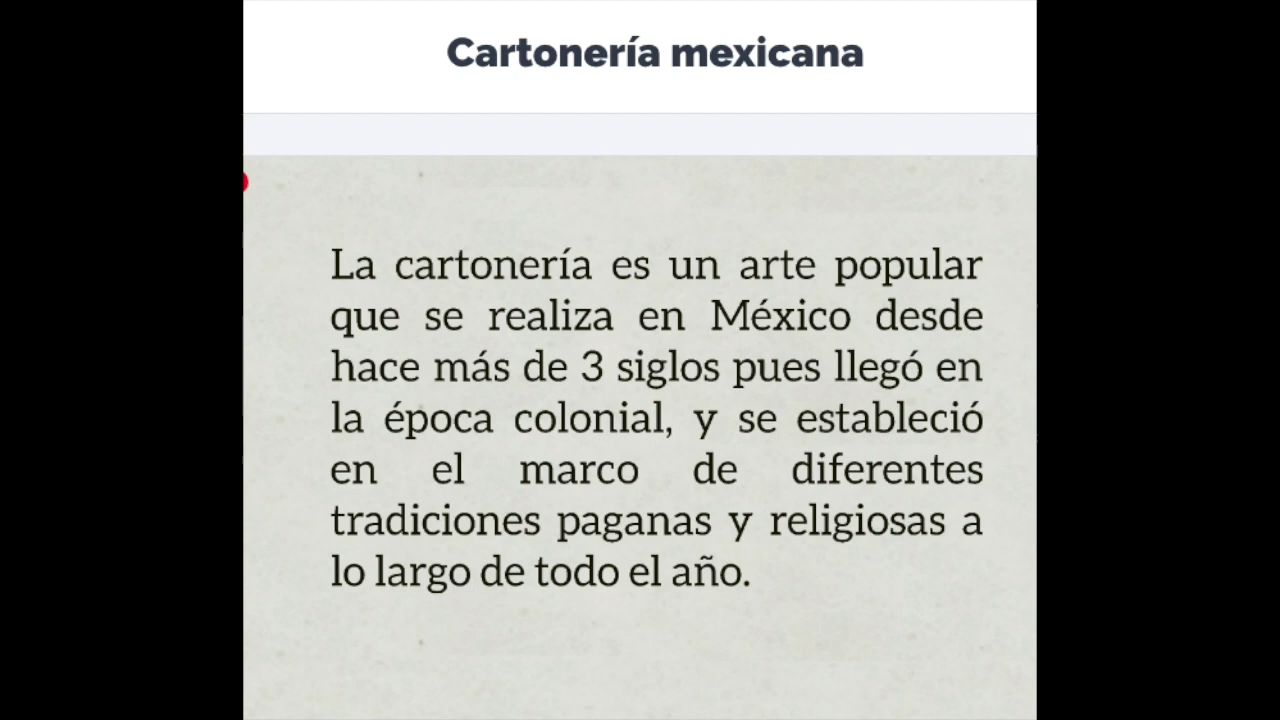 Cartonería mexicana
La cartonería es un arte popular
que se realiza en México desde
hace más de 3 siglos pues llegó en
la época colonial, y se estableció
en el marco de diferentes
tradiciones paganas y religiosas a
lo largo de todo el año.